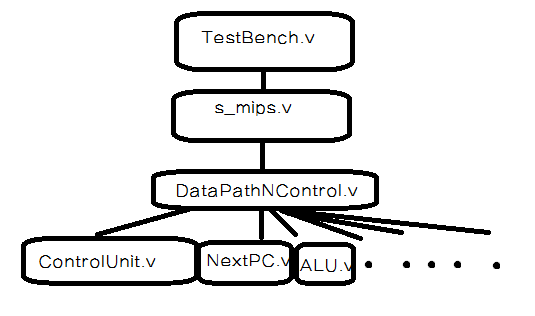 TestBench.v
s_mips.v
DataPathNControl.v
ControlUnit.v
NextPC.v
ALU.v